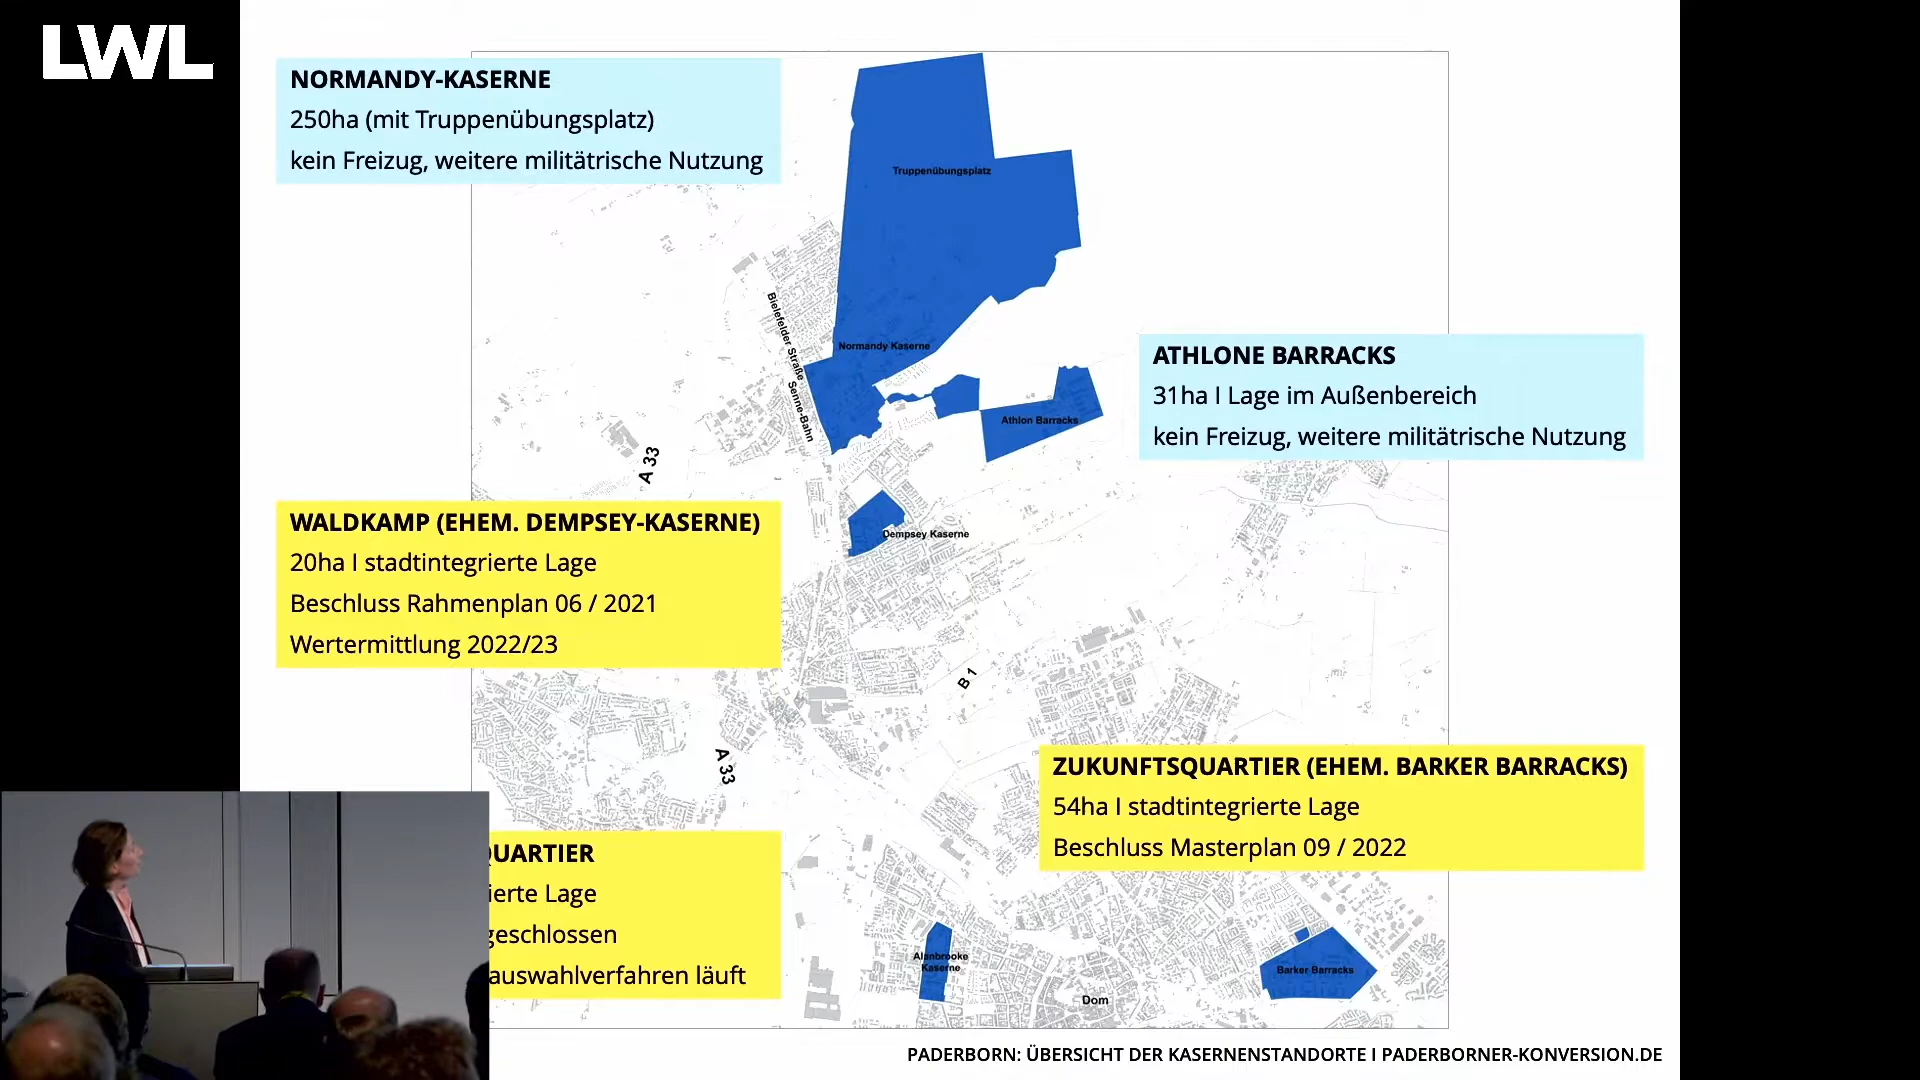 LWL
NORMANDY-KASERNE
250ha (mit Truppenübungsplatz)
kein Freizug, weitere militätrische Nutzung
Truppenübungsplatz
Bielefelder Straße
Senne-Bahn
Normandy Kaserne
ATHLONE BARRACKS
31ha I Lage im Außenbereich
kein Freizug, weitere militätrische Nutzung
Athlon Barracks
A 33
WALDKAMP (EHEM. DEMPSEY-KASERNE)
20ha I stadtintegrierte Lage
Beschluss Rahmenplan 06 / 2021
Wertermittlung 2022/23
Dempsey Kaserne
B 1
A 33
ZUKUNFTSQUARTIER (EHEM. BARKER BARRACKS)
54ha I stadtintegrierte Lage
Beschluss Masterplan 09 / 2022
QUARTIER
ierte Lage
geschlossen
auswahlverfahren läuft
Alanbrooke
Kaserne
Barker Barracks
Dom
PADERBORN: ÜBERSICHT DER KASERNENSTANDORTE I PADERBORNER-KONVERSION.DE